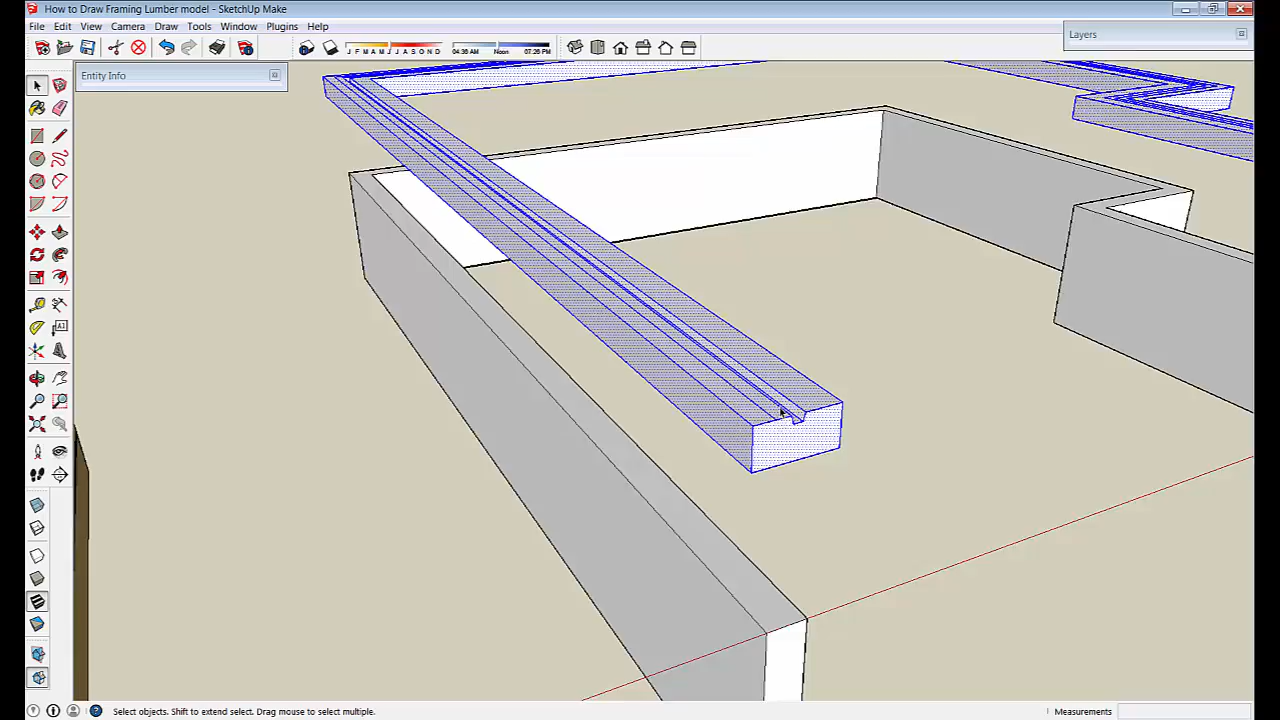 How to Draw Framing Lumber model - SketchUp Make
File Edit View Camera Draw Tools Window Plugins Help
J F M A M J J A S O N D
04:36 AM Noon 07:26 PM
Layers
Entity Info
Select objects. Shift to extend select. Drag mouse to select multiple.
Measurements